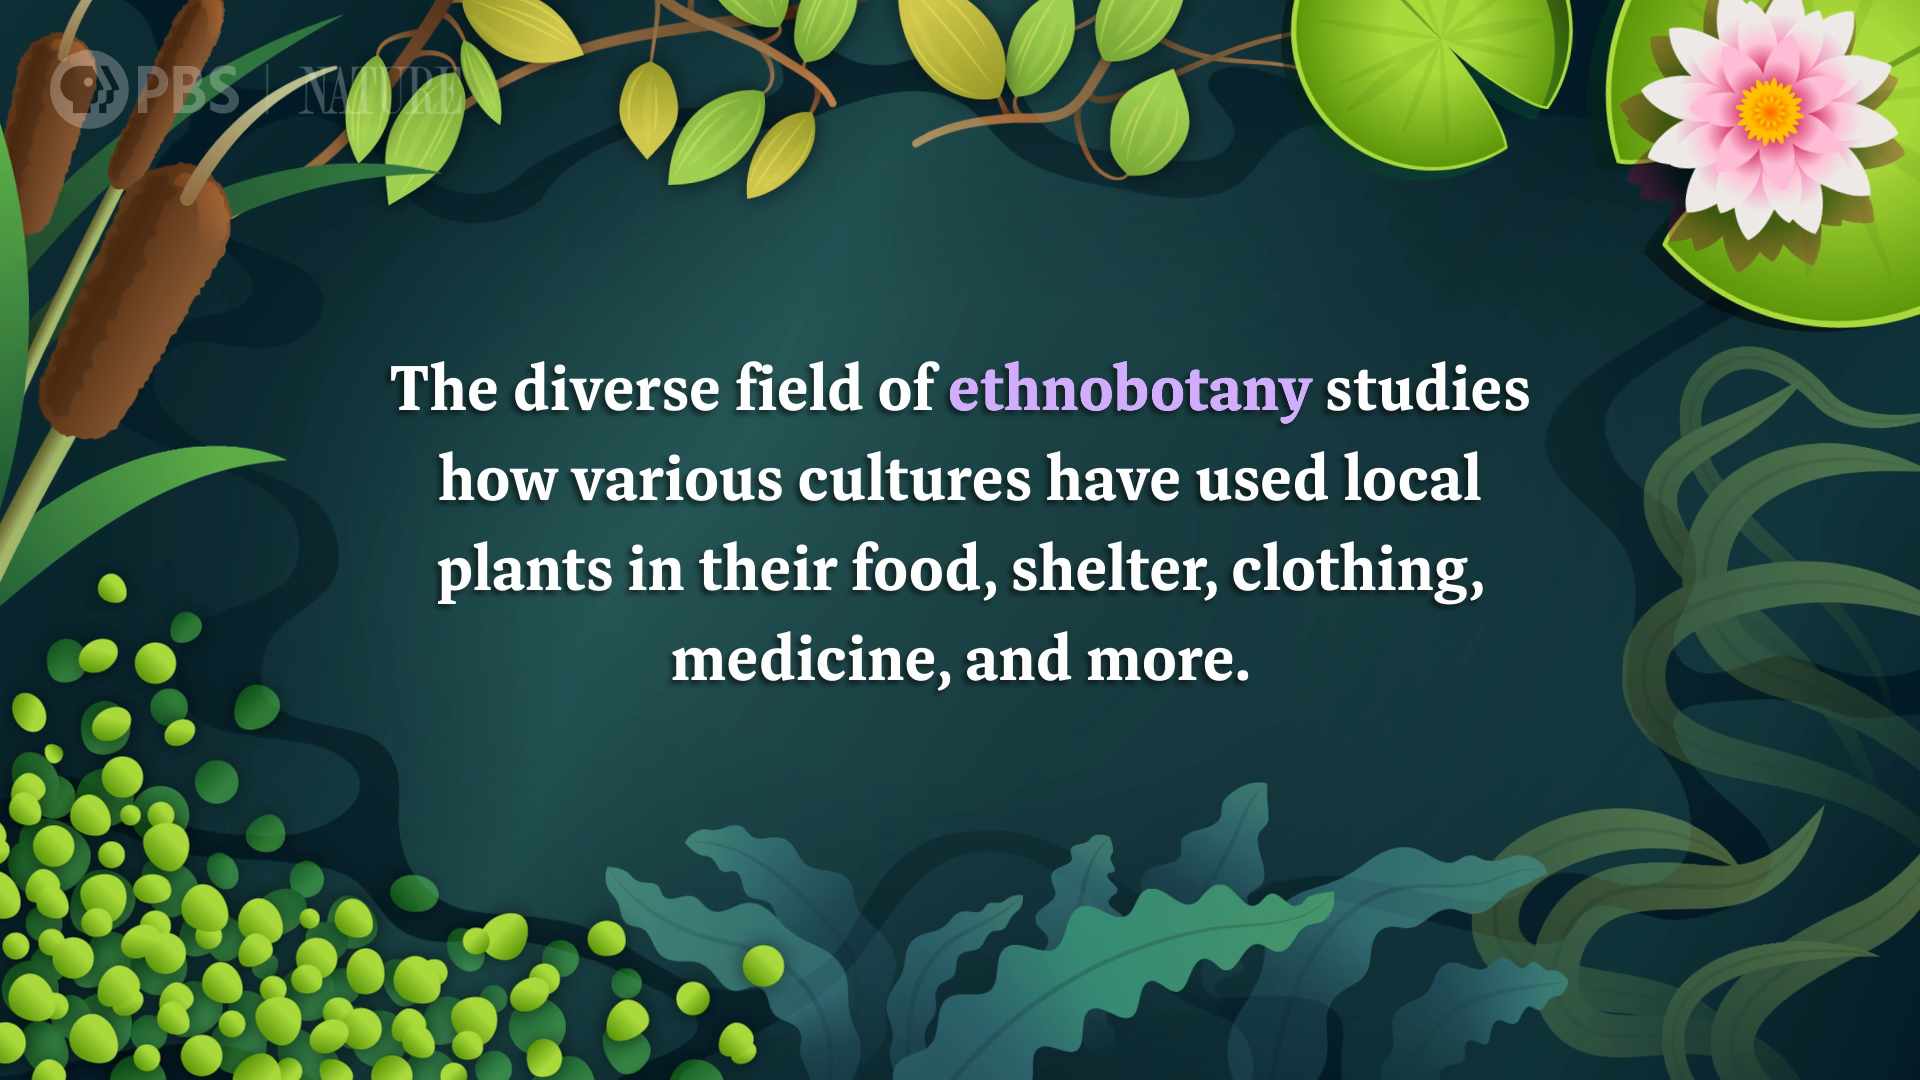 PBS | NATURE
The diverse field of ethnobotany studies
how various cultures have used local
plants in their food, shelter, clothing,
medicine, and more.